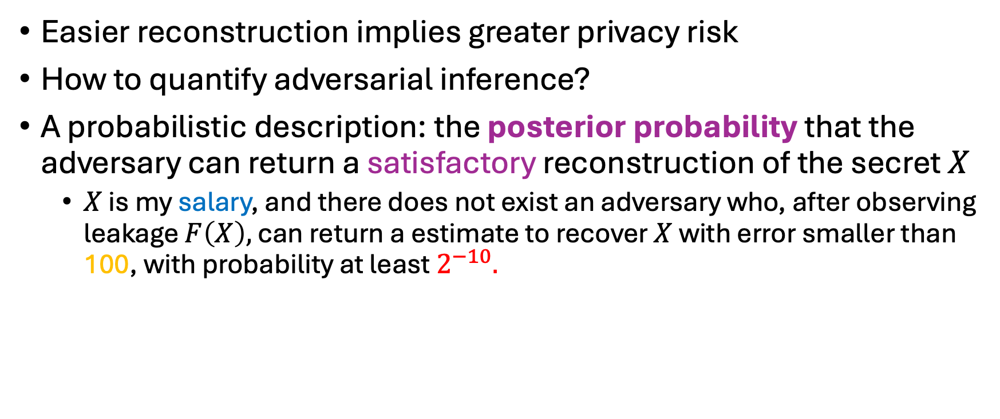 • Easier reconstruction implies greater privacy risk
• How to quantify adversarial inference?
• A probabilistic description: the posterior probability that the
adversary can return a satisfactory reconstruction of the secret X
• X is my salary, and there does not exist an adversary who, after observing
leakage F(X), can return a estimate to recover X with error smaller than
100, with probability at least 2⁻¹⁰.